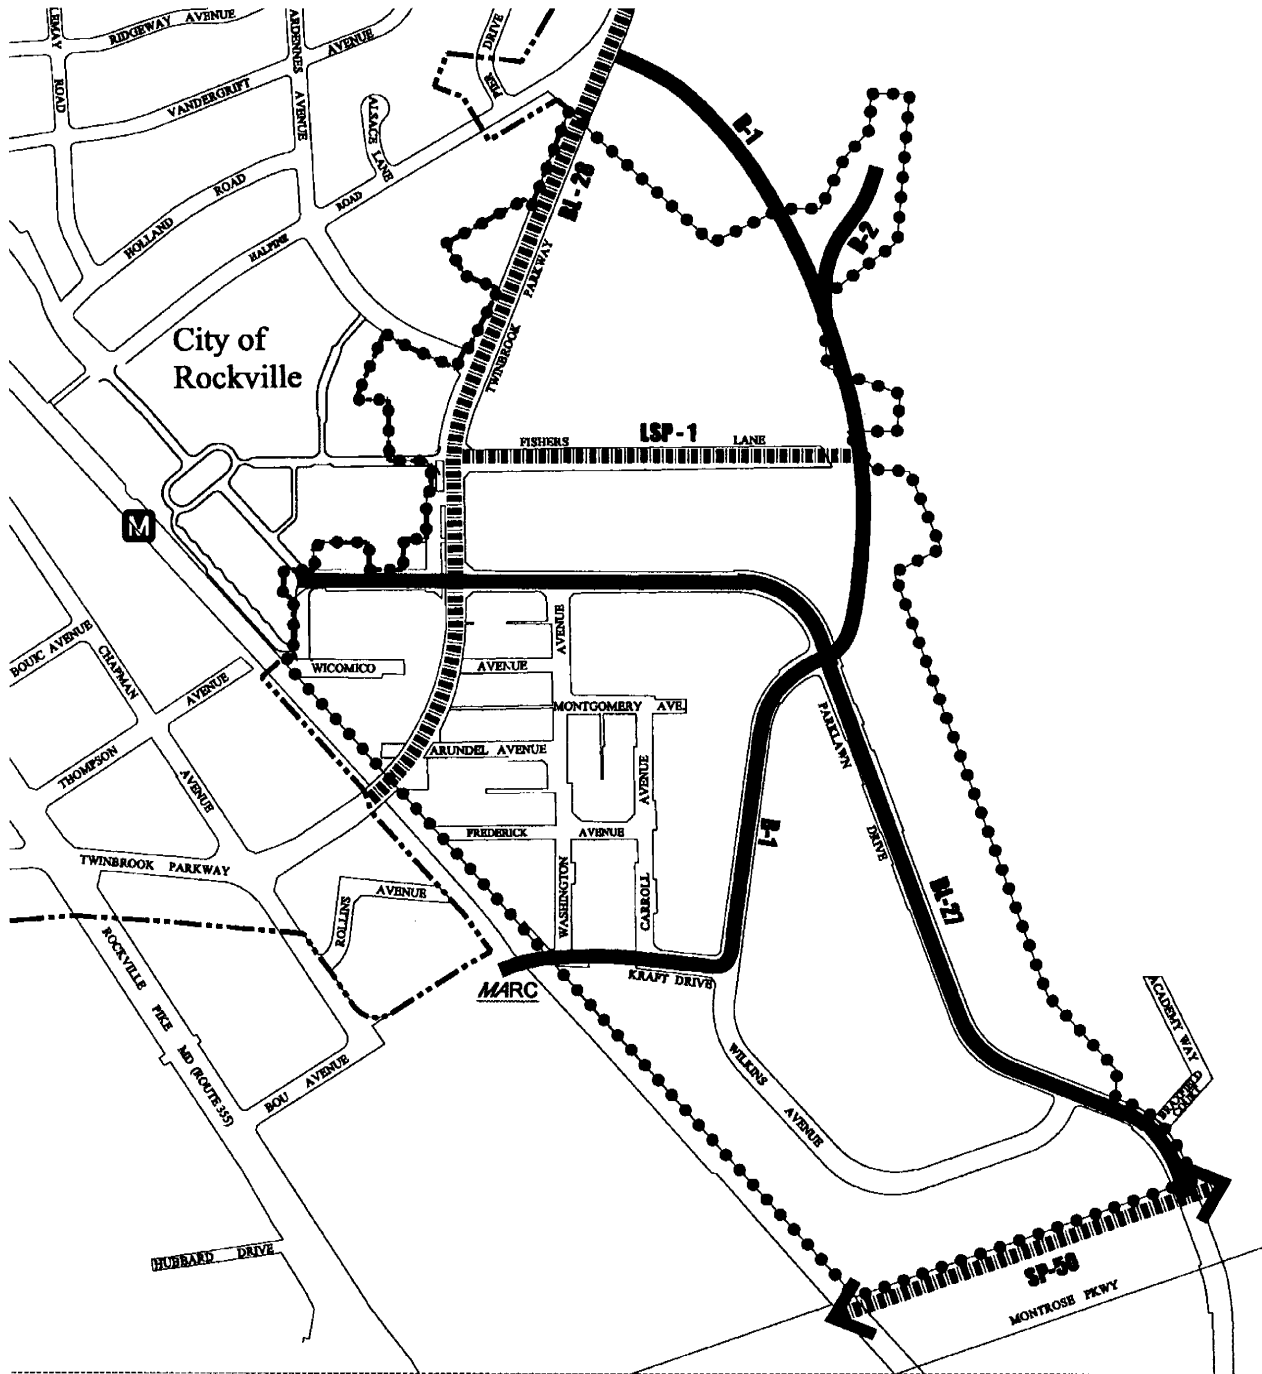 LEMAY
ROAD
RIDGEWAY AVENUE
ARDENNES AVENUE
AVENUE
VANDERGRIFT
ALSACE LANE
PIER DRIVE
HOLLAND ROAD
HALPINE ROAD
B-1
BL-28
B-2
TWINBROOK PARKWAY
City of
Rockville
FISHERS LANE
LSP-1
M
BOUIC AVENUE
CHAPMAN AVENUE
THOMPSON AVENUE
WICOMICO AVENUE
AVENUE
MONTGOMERY AVE.
ARUNDEL AVENUE
PARKLAWN DRIVE
AVENUE
FREDERICK AVENUE
B-1
TWINBROOK PARKWAY
ROLLINS AVENUE
WASHINGTON
CARROLL
BL-27
KRAFT DRIVE
MARC
ROCKVILLE PIKE MD (ROUTE 355)
BOU AVENUE
WILKINS AVENUE
ACADEMY WAY
COURT
HUBBARD DRIVE
SP-50
MONTROSE PKWY